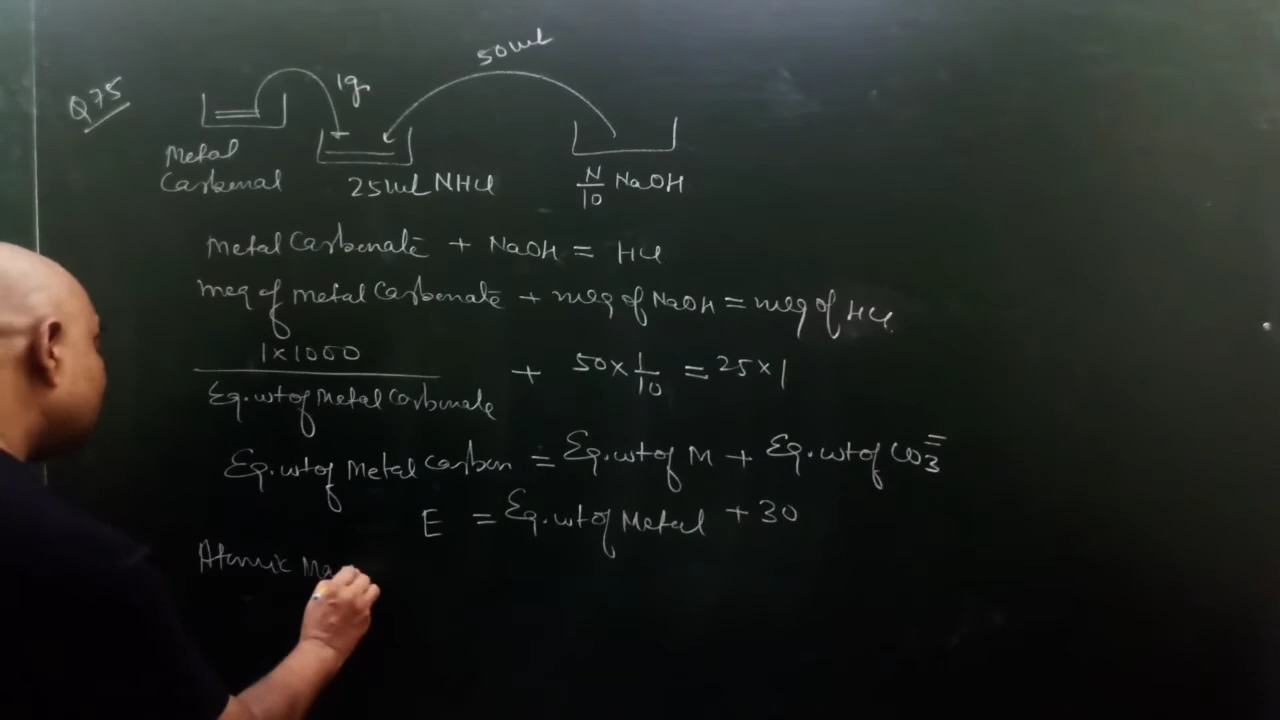 Q75
1g
50ml
Metal
Carbonat
25ml NHCl
N/10 NaOH
Metal Carbonate + NaOH = HCl
meq of metal Carbonate + meq of NaOH = meq of HCl
1×1000 / Eq.wt of Metal Carbonate + 50×1/10 = 25×1
Eq.wt of Metal Carbon = Eq.wt of M + Eq.wt of CO3=
E = Eq.wt of Metal + 30
Atomic Ma